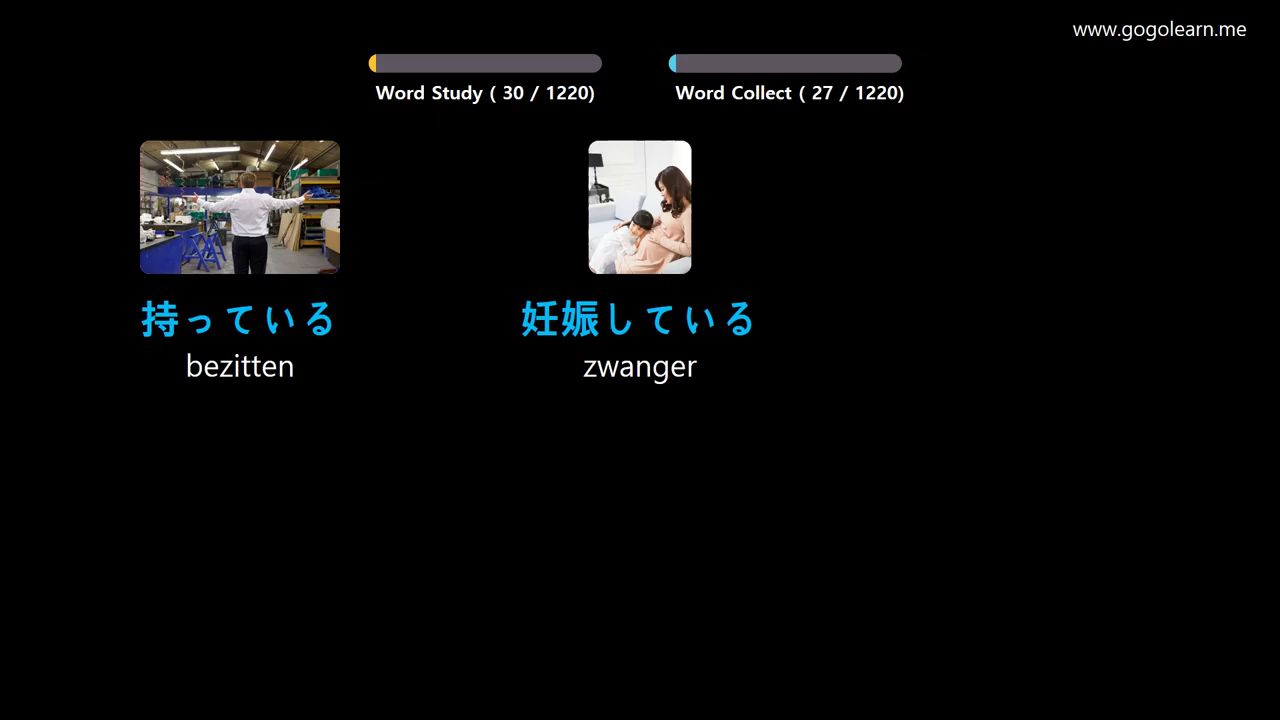 www.gogolearn.me
Word Study ( 30 / 1220)
Word Collect ( 27 / 1220)
持っている
妊娠している
bezitten
zwanger